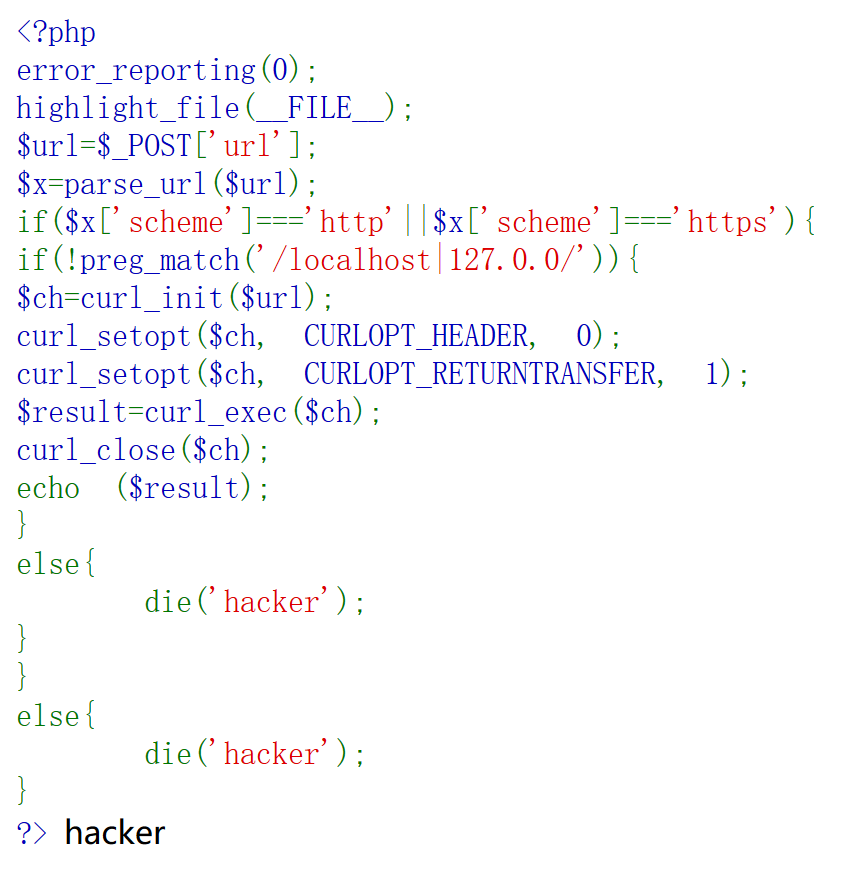 <?php
error_reporting(0);
highlight_file(__FILE__);
$url=$_POST['url'];
$x=parse_url($url);
if($x['scheme']==='http'||$x['scheme']==='https'){
if(!preg_match('/localhost|127.0.0/')){
$ch=curl_init($url);
curl_setopt($ch, CURLOPT_HEADER, 0);
curl_setopt($ch, CURLOPT_RETURNTRANSFER, 1);
$result=curl_exec($ch);
curl_close($ch);
echo ($result);
}
else{
die('hacker');
}
}
else{
die('hacker');
}
?> hacker